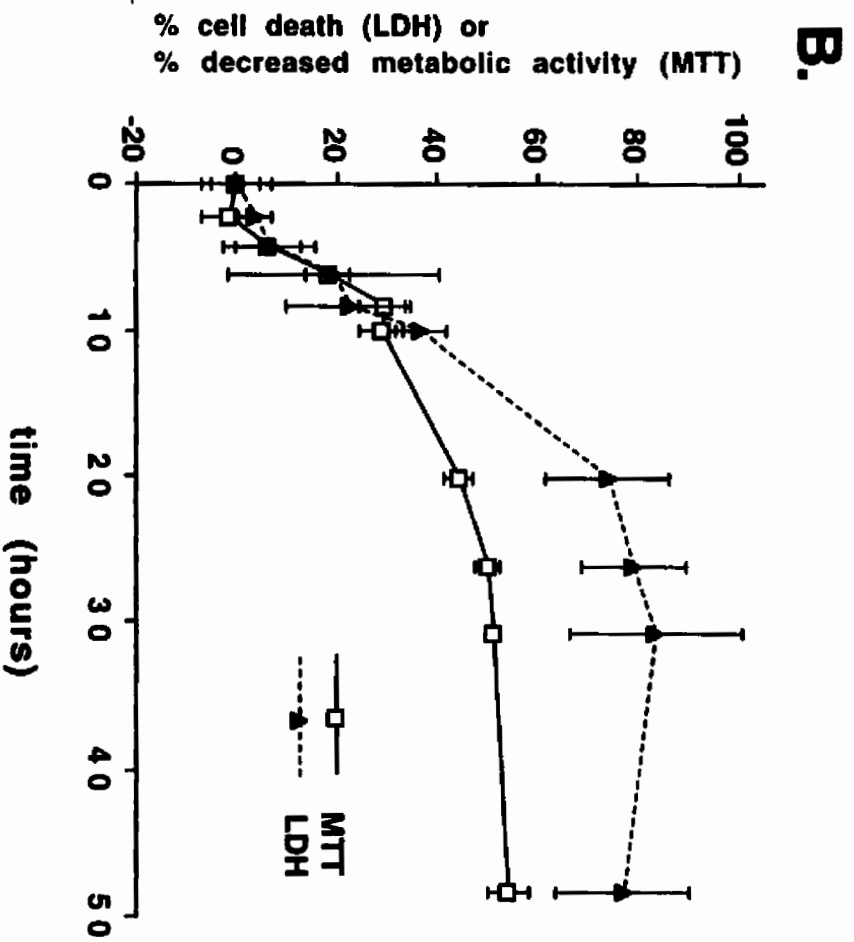 B.
% cell death (LDH) or
% decreased metabolic activity (MTT)
100
80
60
40
20
0
-20
0
10
20
30
40
50
time (hours)
MTT
LDH